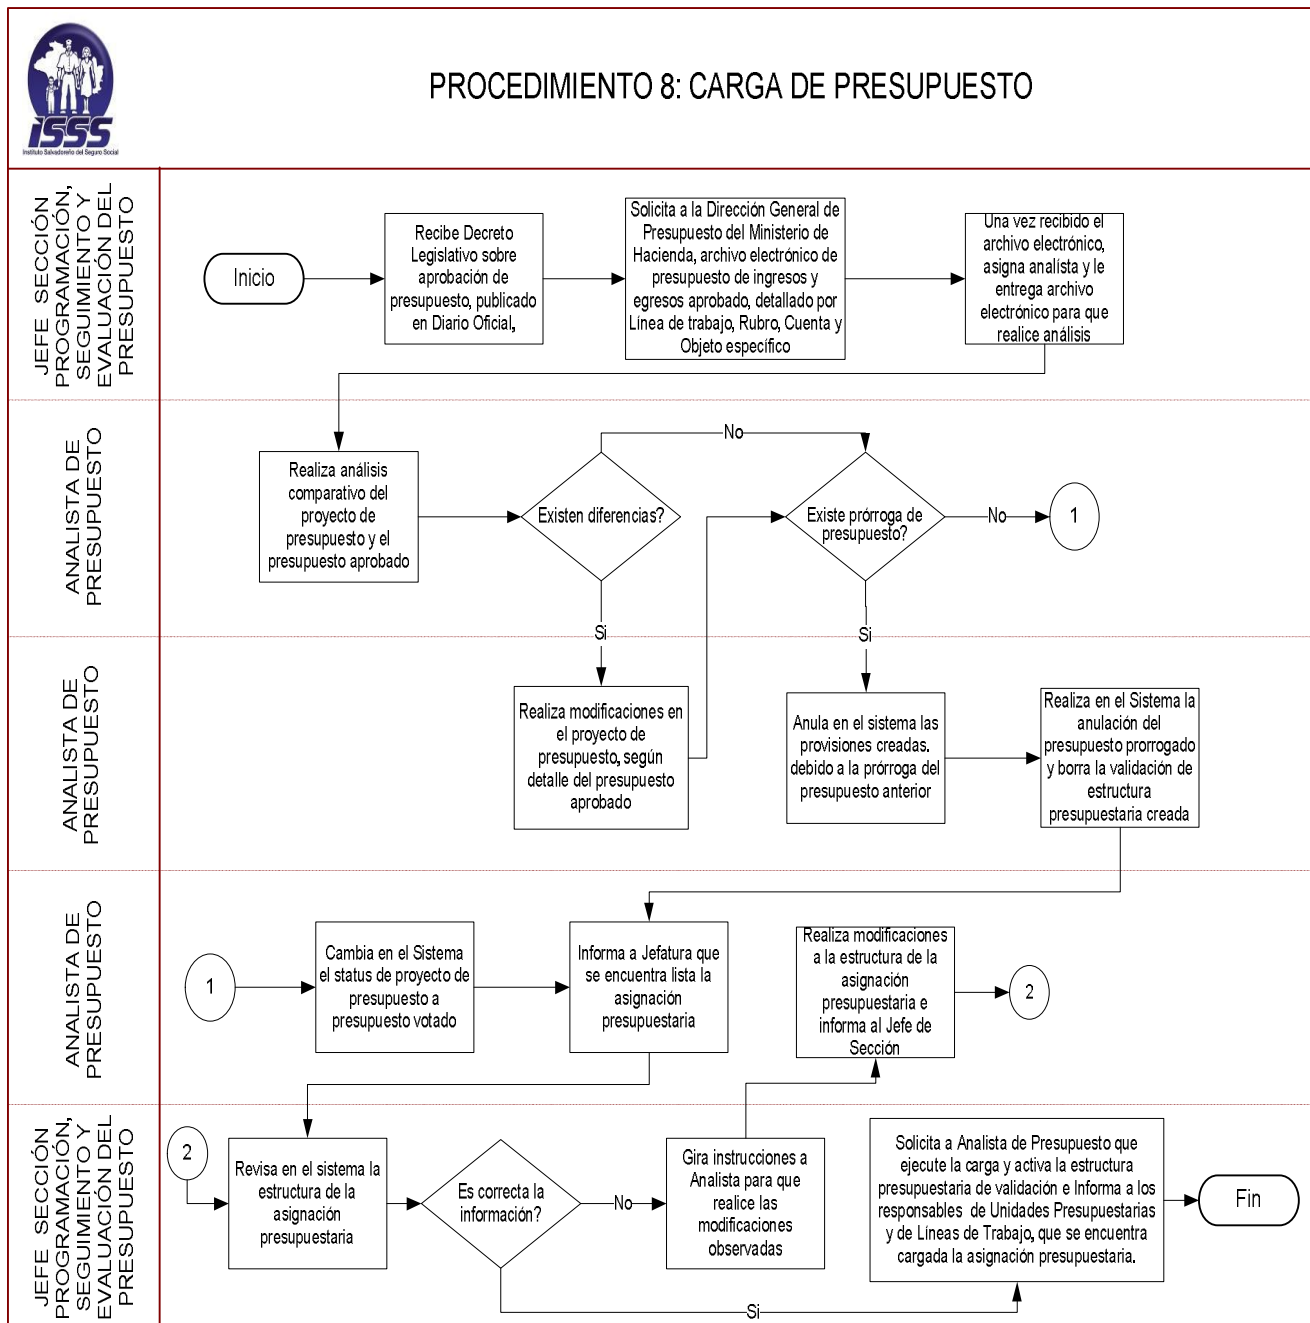 ISSS
Instituto Salvadoreño del Seguro Social
PROCEDIMIENTO 8: CARGA DE PRESUPUESTO
JEFE SECCIÓN
PROGRAMACIÓN,
SEGUIMIENTO Y
EVALUACIÓN DEL
PRESUPUESTO
Inicio
Recibe Decreto
Legislativo sobre
aprobación de
presupuesto, publicado
en Diario Oficial,
Solicita a la Dirección General de
Presupuesto del Ministerio de
Hacienda, archivo electrónico de
presupuesto de ingresos y
egresos aprobado, detallado por
Línea de trabajo, Rubro, Cuenta y
Objeto específico
Una vez recibido el
archivo electrónico,
asigna analista y le
entrega archivo
electrónico para que
realice análisis
ANALISTA DE
PRESUPUESTO
Realiza análisis
comparativo del
proyecto de
presupuesto y el
presupuesto aprobado
Existen diferencias?
No
Si
Existe prórroga de
presupuesto?
No
1
Si
ANALISTA DE
PRESUPUESTO
Realiza modificaciones en
el proyecto de
presupuesto, según
detalle del presupuesto
aprobado
Anula en el sistema las
provisiones creadas.
debido a la prórroga del
presupuesto anterior
Realiza en el Sistema la
anulación del
presupuesto prorrogado
y borra la validación de
estructura
presupuestaria creada
ANALISTA DE
PRESUPUESTO
1
Cambia en el Sistema
el status de proyecto de
presupuesto a
presupuesto votado
Informa a Jefatura que
se encuentra lista la
asignación
presupuestaria
Realiza modificaciones
a la estructura de la
asignación
presupuestaria e
informa al Jefe de
Sección
2
JEFE SECCIÓN
PROGRAMACIÓN,
SEGUIMIENTO Y
EVALUACIÓN DEL
PRESUPUESTO
2
Revisa en el sistema la
estructura de la
asignación
presupuestaria
Es correcta la
información?
No
Si
Gira instrucciones a
Analista para que
realice las
modificaciones
observadas
Solicita a Analista de Presupuesto que
ejecute la carga y activa la estructura
presupuestaria de validación e Informa a los
responsables de Unidades Presupuestarias
y de Líneas de Trabajo, que se encuentra
cargada la asignación presupuestaria.
Fin